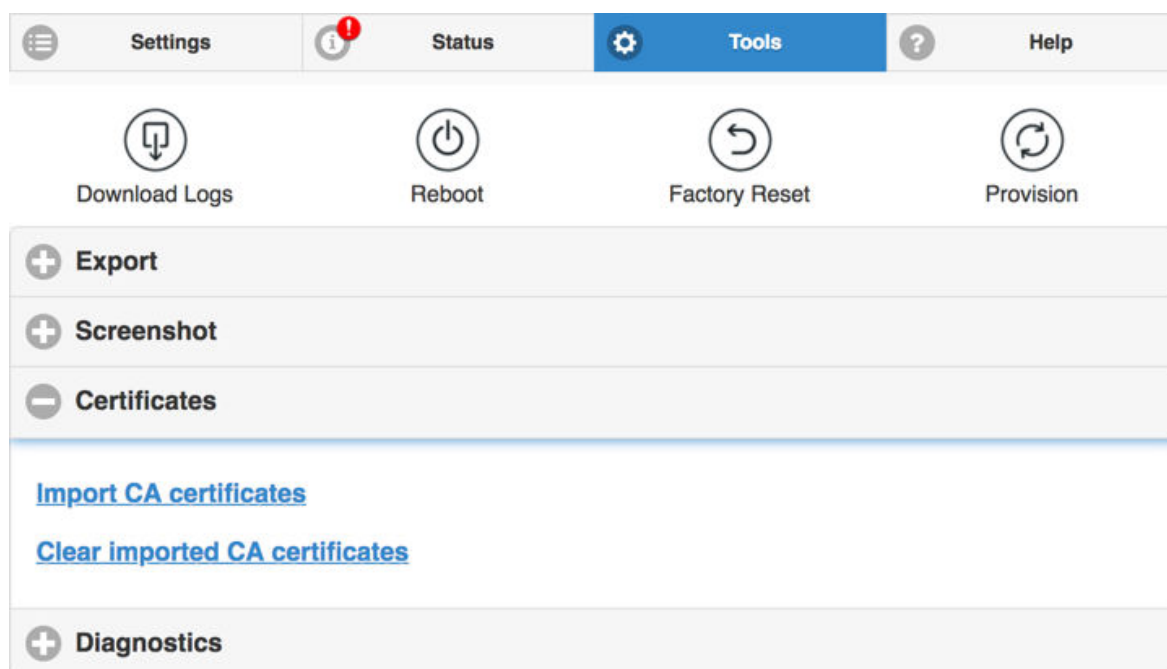 Settings
Status
Tools
Help
Download Logs
Reboot
Factory Reset
Provision
Export
Screenshot
Certificates
Import CA certificates
Clear imported CA certificates
Diagnostics